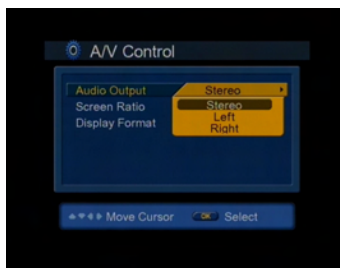 A/V Control
Audio Output Stereo
Screen Ratio Stereo
Display Format Left
Right
Move Cursor OK Select